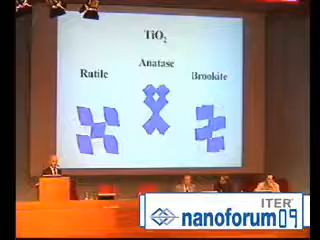 TiO₂
Anatase
Rutile
Brookite
ITER
nanoforum09